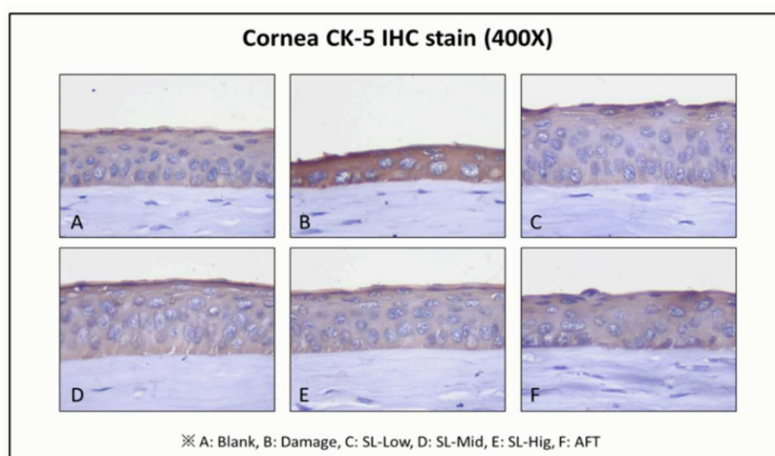 Cornea CK-5 IHC stain (400X)
A
B
C
D
E
F
※ A: Blank, B: Damage, C: SL-Low, D: SL-Mid, E: SL-Hig, F: AFT